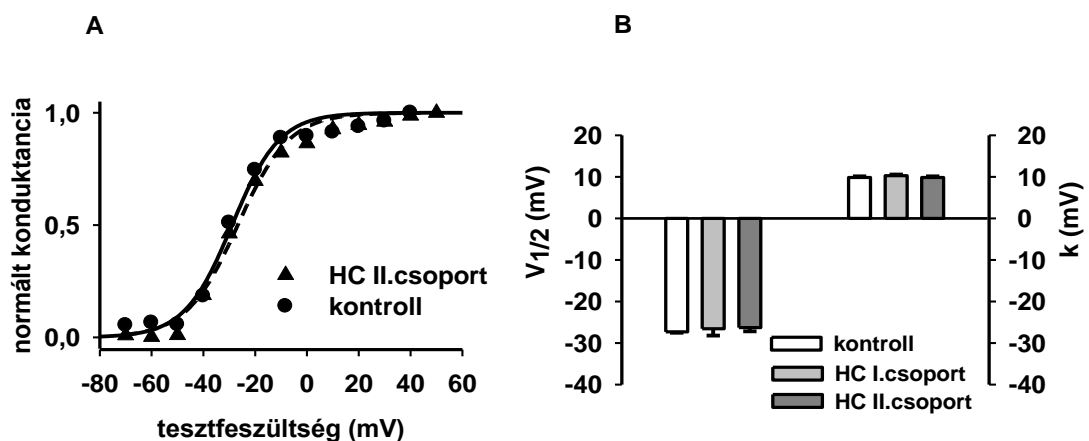 A
normált konduktancia
1,0
0,5
0,0
-80 -60 -40 -20 0 20 40 60
tesztfeszültség (mV)
HC II.csoport
kontroll
B
V1/2 (mV)
20
10
0
-10
-20
-30
-40
kontroll
HC I.csoport
HC II.csoport
20
10
0
-10
-20
-30
-40
k (mV)